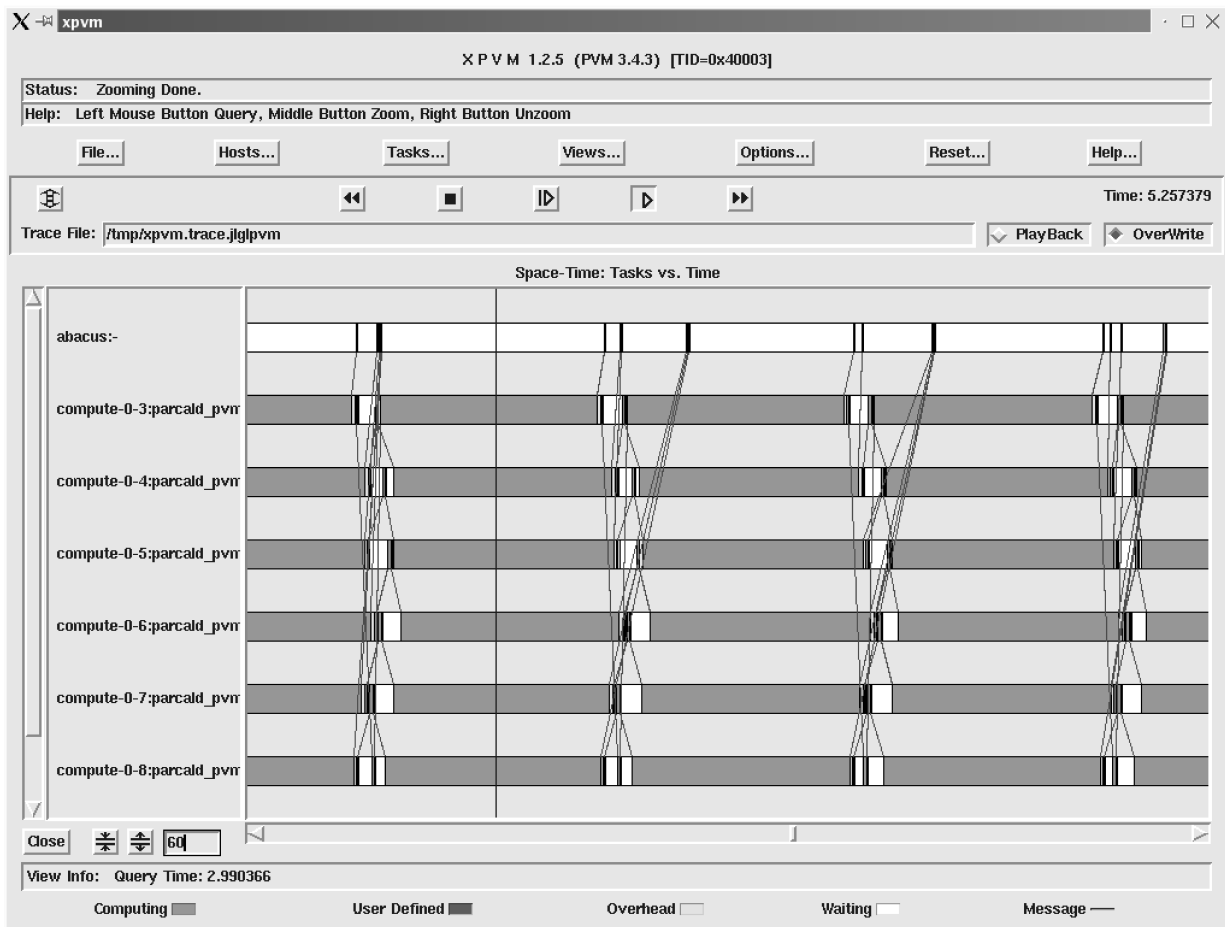 X xpvm
X P V M 1.2.5 (PVM 3.4.3) [TID=0x40003]
Status: Zooming Done.
Help: Left Mouse Button Query, Middle Button Zoom, Right Button Unzoom
File... Hosts... Tasks... Views... Options... Reset... Help...
Time: 5.257379
Trace File: /tmp/xpvm.trace.jlglpvm PlayBack OverWrite
Space-Time: Tasks vs. Time
abacus:-
compute-0-3:parcald_pvm
compute-0-4:parcald_pvm
compute-0-5:parcald_pvm
compute-0-6:parcald_pvm
compute-0-7:parcald_pvm
compute-0-8:parcald_pvm
Close 60
View Info: Query Time: 2.990366
Computing User Defined Overhead Waiting Message